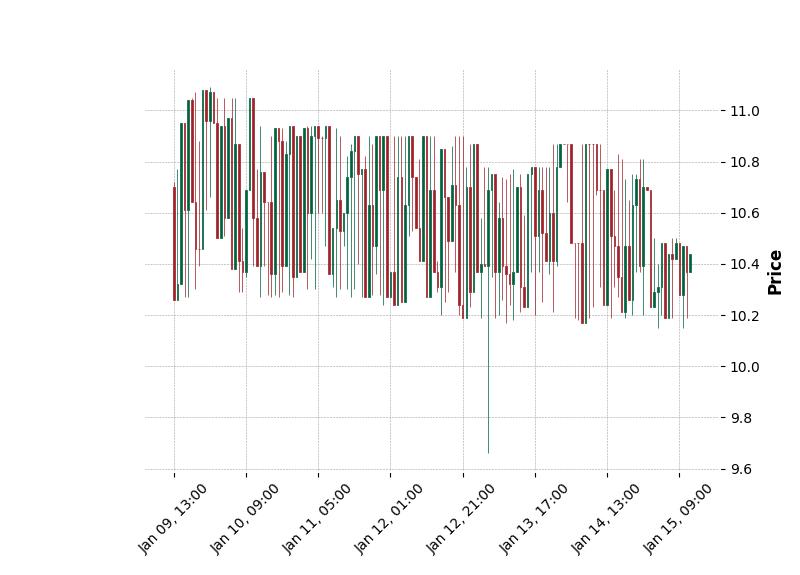 11.0
10.8
10.6
10.4
10.2
10.0
9.8
9.6
Price
Jan 09, 13:00
Jan 10, 09:00
Jan 11, 05:00
Jan 12, 01:00
Jan 12, 21:00
Jan 13, 17:00
Jan 14, 13:00
Jan 15, 09:00